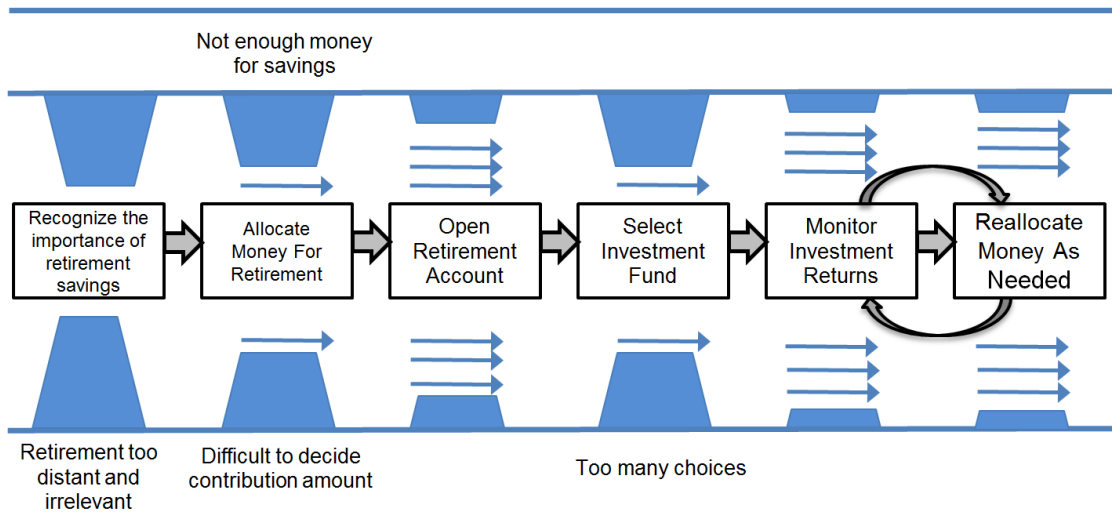 Not enough money
for savings
Recognize the
importance of
retirement
savings
Allocate
Money For
Retirement
Open
Retirement
Account
Select
Investment
Fund
Monitor
Investment
Returns
Reallocate
Money As
Needed
Retirement too
distant and
irrelevant
Difficult to decide
contribution amount
Too many choices